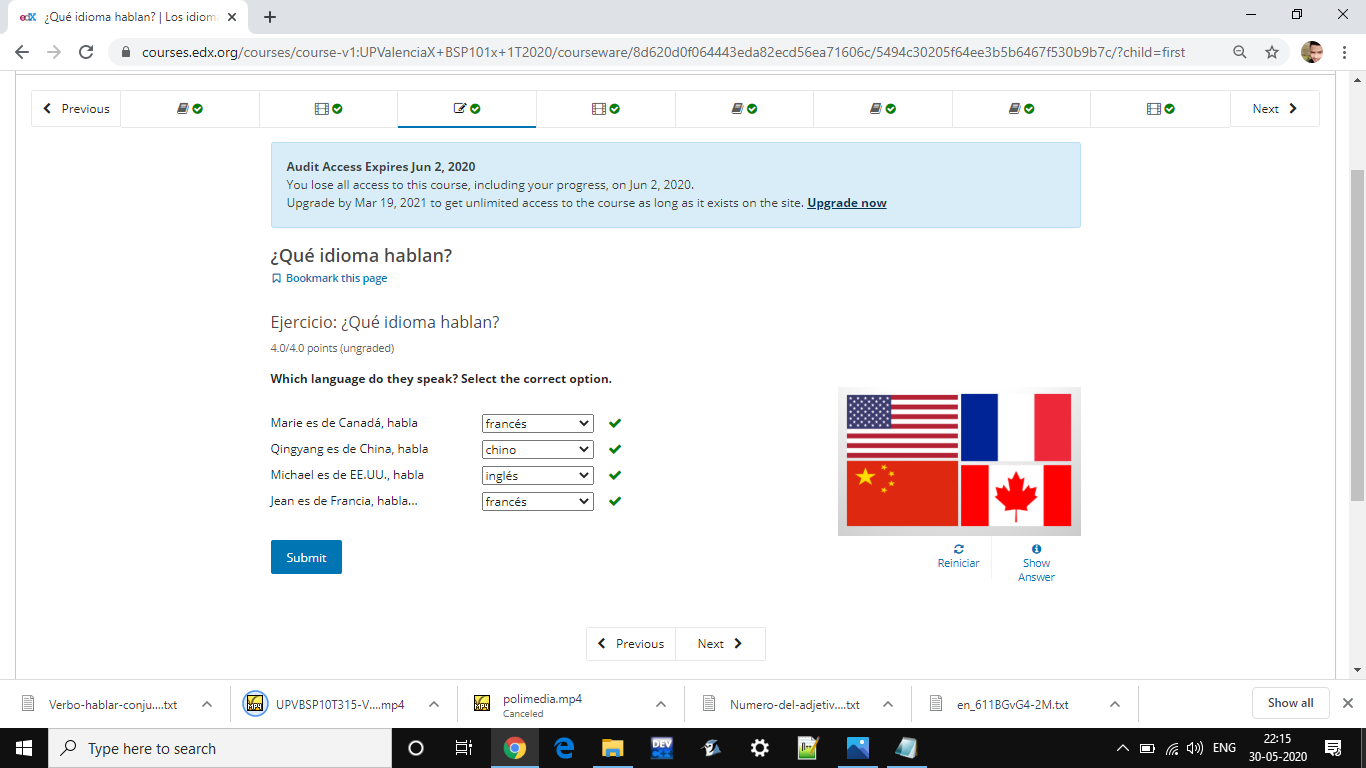 edX ¿Qué idioma hablan? | Los idiom
courses.edx.org/courses/course-v1:UPValenciaX+BSP101x+1T2020/courseware/8d620d0f064443eda82ecd56ea71606c/5494c30205f64ee3b5b6467f530b9b7c/?child=first
Previous
Next
Audit Access Expires Jun 2, 2020
You lose all access to this course, including your progress, on Jun 2, 2020.
Upgrade by Mar 19, 2021 to get unlimited access to the course as long as it exists on the site. Upgrade now
¿Qué idioma hablan?
Bookmark this page
Ejercicio: ¿Qué idioma hablan?
4.0/4.0 points (ungraded)
Which language do they speak? Select the correct option.
Marie es de Canadá, habla francés
Qingyang es de China, habla chino
Michael es de EE.UU., habla inglés
Jean es de Francia, habla... francés
Submit
Reiniciar
Show
Answer
Previous Next
Verbo-hablar-conju....txt
UPVBSP10T315-V....mp4
polimedia.mp4
Canceled
Numero-del-adjetiv....txt
en_611BGvG4-2M.txt
Show all
Type here to search
DEV
ENG
22:15
30-05-2020